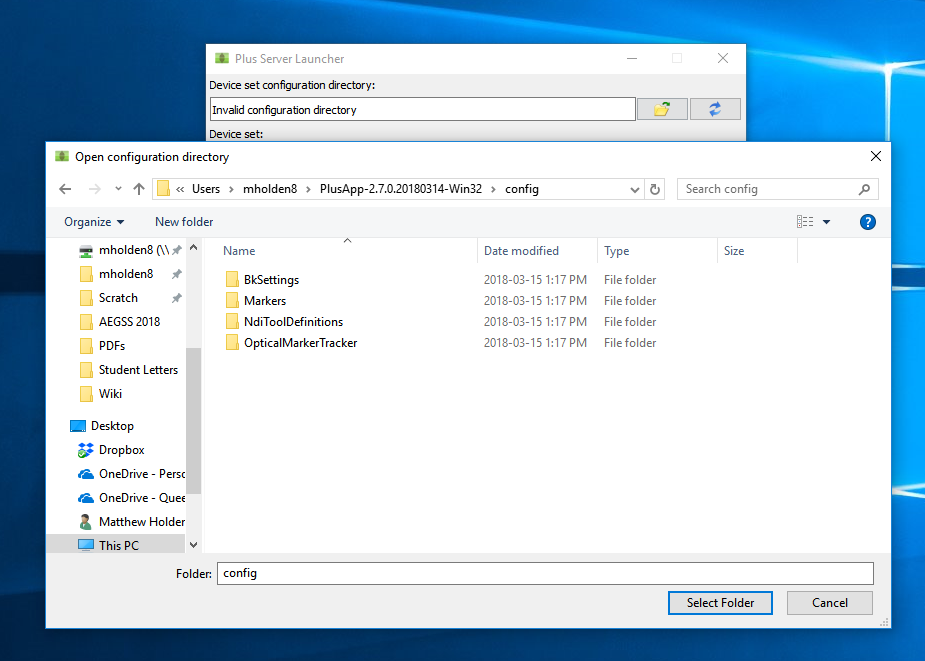 Plus Server Launcher
Device set configuration directory:
Invalid configuration directory
Device set:
Open configuration directory
« Users › mholden8 › PlusApp-2.7.0.20180314-Win32 › config
Search config
Organize
New folder
?
mholden8 (\\
mholden8
Scratch
AEGSS 2018
PDFs
Student Letters
Wiki
Desktop
Dropbox
OneDrive - Perso
OneDrive - Quee
Matthew Holden
This PC
Name Date modified Type Size
BkSettings 2018-03-15 1:17 PM File folder
Markers 2018-03-15 1:17 PM File folder
NdiToolDefinitions 2018-03-15 1:17 PM File folder
OpticalMarkerTracker 2018-03-15 1:17 PM File folder
Folder: config
Select Folder
Cancel